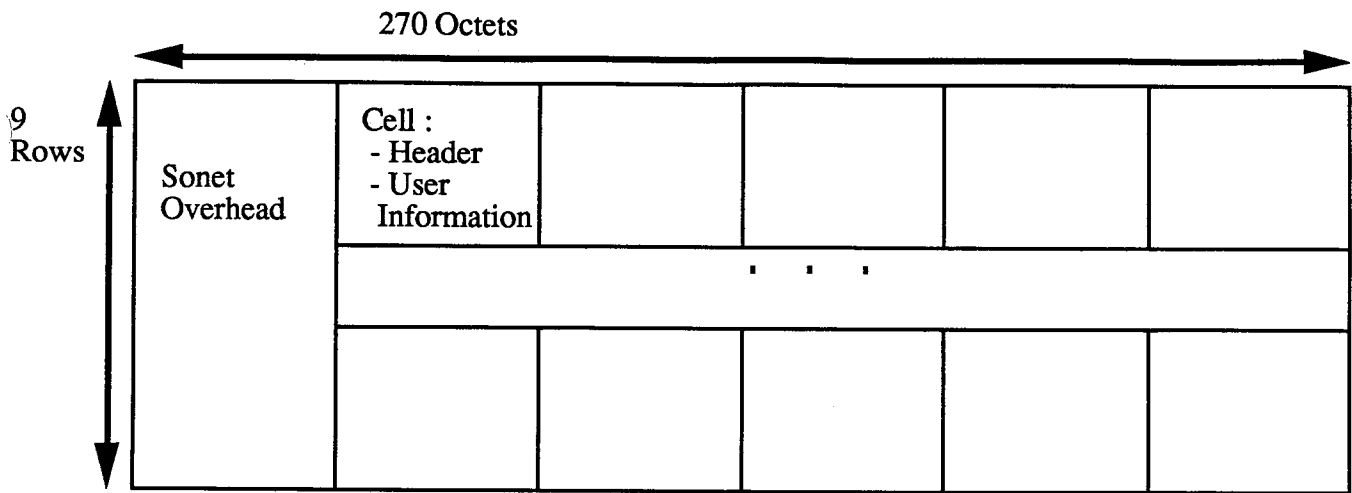 270 Octets
9
Rows
Sonet
Overhead
Cell :
- Header
- User
Information